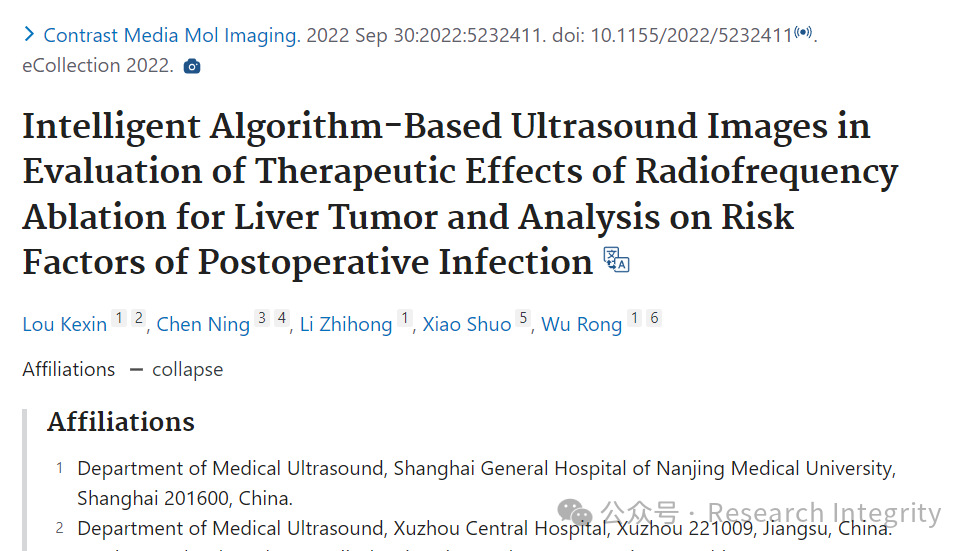 Contrast Media Mol Imaging. 2022 Sep 30:2022:5232411. doi: 10.1155/2022/5232411.
eCollection 2022.
Intelligent Algorithm-Based Ultrasound Images in
Evaluation of Therapeutic Effects of Radiofrequency
Ablation for Liver Tumor and Analysis on Risk
Factors of Postoperative Infection
Lou Kexin 1 2, Chen Ning 3 4, Li Zhihong 1, Xiao Shuo 5, Wu Rong 1 6
Affiliations — collapse
Affiliations
1 Department of Medical Ultrasound, Shanghai General Hospital of Nanjing Medical University,
Shanghai 201600, China.
2 Department of Medical Ultrasound, Xuzhou Central Hospital, Xuzhou 221009, Jiangsu, China.
公众号 · Research Integrity